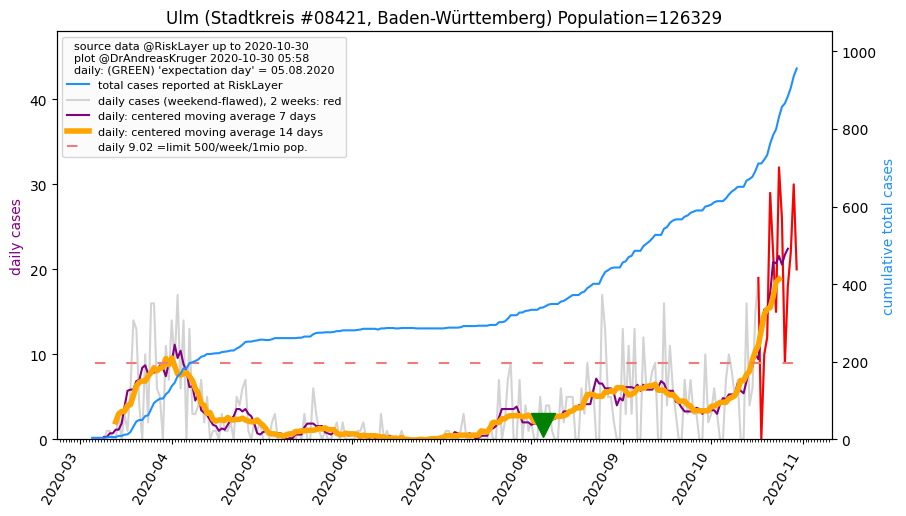 Ulm (Stadtkreis #08421, Baden-Württemberg) Population=126329
source data @RiskLayer up to 2020-10-30
plot @DrAndreasKruger 2020-10-30 05:58
daily: (GREEN) 'expectation day' = 05.08.2020
total cases reported at RiskLayer
daily cases (weekend-flawed), 2 weeks: red
daily: centered moving average 7 days
daily: centered moving average 14 days
daily 9.02 =limit 500/week/1mio pop.
daily cases
40
30
20
10
0
cumulative total cases
1000
800
600
400
200
0
2020-03
2020-04
2020-05
2020-06
2020-07
2020-08
2020-09
2020-10
2020-11